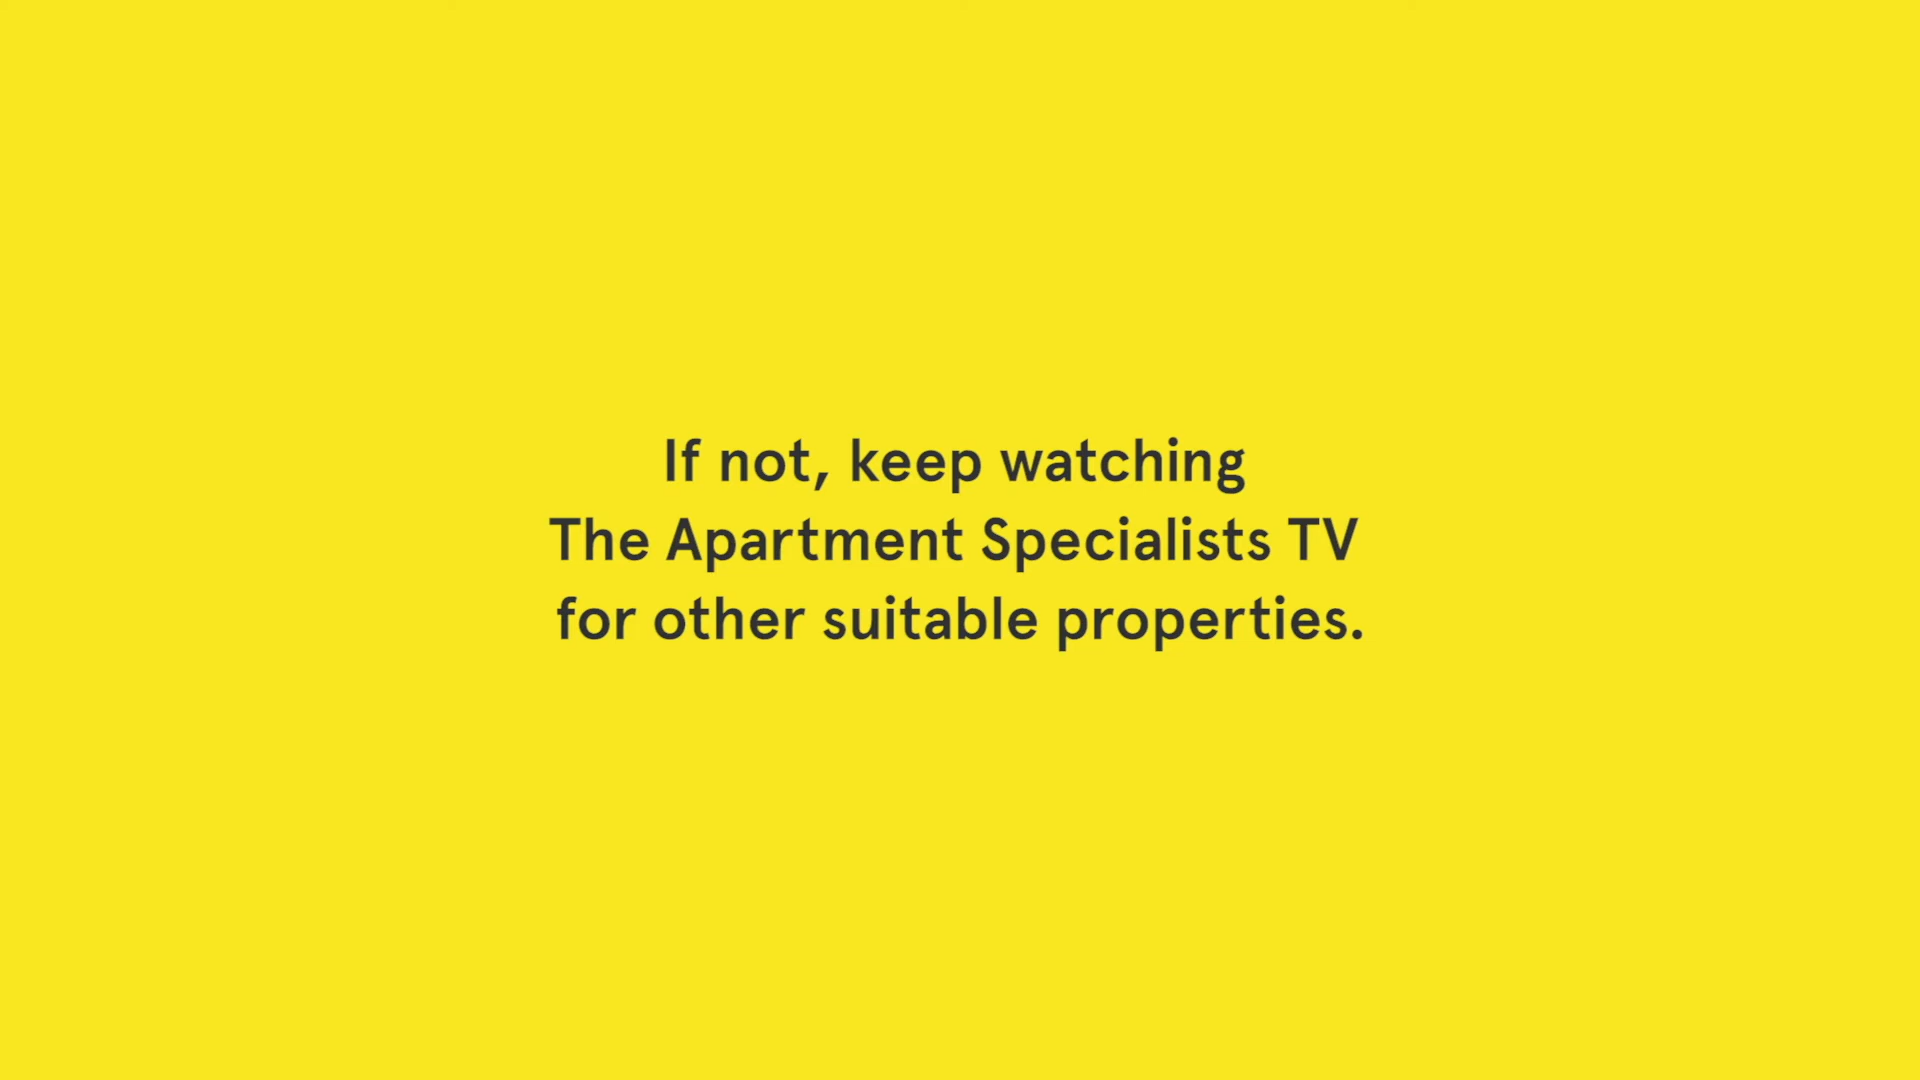 If not, keep watching
The Apartment Specialists TV
for other suitable properties.